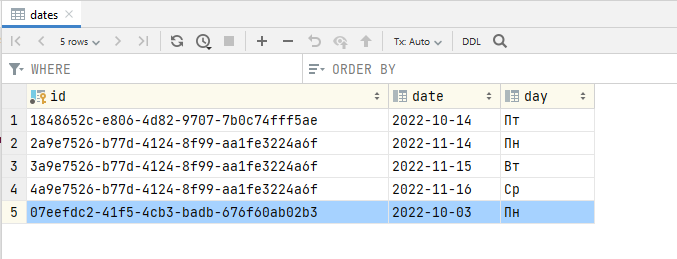 dates
5 rows
Tx: Auto
DDL
WHERE
ORDER BY
id date day
1 1848652c-e806-4d82-9707-7b0c74fff5ae 2022-10-14 Пт
2 2a9e7526-b77d-4124-8f99-aa1fe3224a6f 2022-11-14 Пн
3 3a9e7526-b77d-4124-8f99-aa1fe3224a6f 2022-11-15 Вт
4 4a9e7526-b77d-4124-8f99-aa1fe3224a6f 2022-11-16 Ср
5 07eefdc2-41f5-4cb3-badb-676f60ab02b3 2022-10-03 Пн